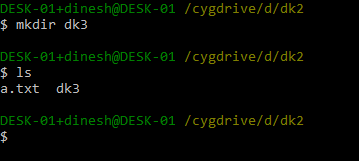 DESK-01+dinesh@DESK-01 /cygdrive/d/dk2
$ mkdir dk3
DESK-01+dinesh@DESK-01 /cygdrive/d/dk2
$ ls
a.txt  dk3
DESK-01+dinesh@DESK-01 /cygdrive/d/dk2
$